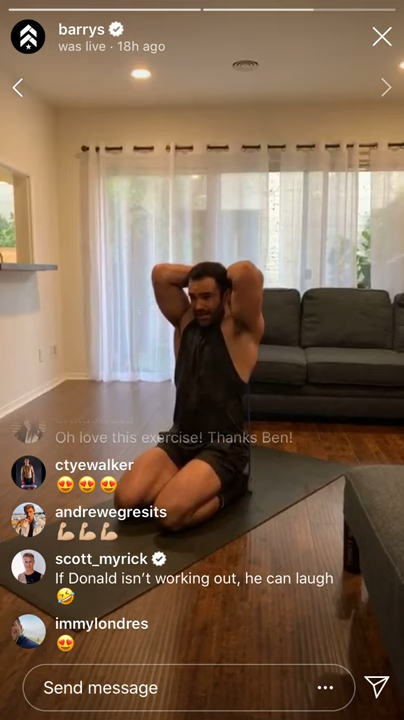 barrys
was live · 18h ago
Oh love this exercise! Thanks Ben!
ctyewalker
😍😍😍
andrewegresits
💪🏼💪🏼💪🏼
scott_myrick
If Donald isn’t working out, he can laugh
🤣
immylondres
😍
Send message